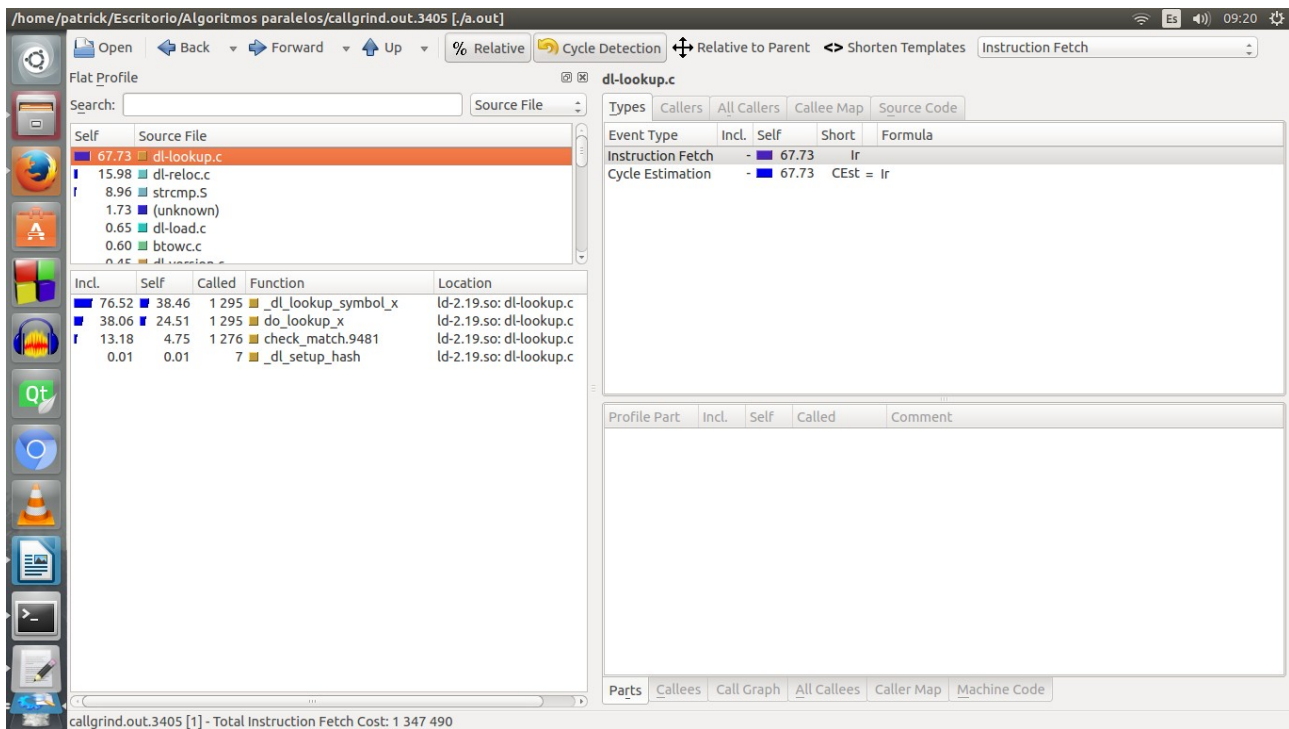 /home/patrick/Escritorio/Algoritmos paralelos/callgrind.out.3405 [./a.out]
Es
09:20
Open Back Forward Up % Relative Cycle Detection Relative to Parent <> Shorten Templates Instruction Fetch
Flat Profile
Search: Source File
Self Source File
67.73 dl-lookup.c
15.98 dl-reloc.c
8.96 strcmp.S
1.73 (unknown)
0.65 dl-load.c
0.60 btowc.c
0.45 dl-version.c
Incl. Self Called Function Location
76.52 38.46 1 295 _dl_lookup_symbol_x ld-2.19.so: dl-lookup.c
38.06 24.51 1 295 do_lookup_x ld-2.19.so: dl-lookup.c
13.18 4.75 1 276 check_match.9481 ld-2.19.so: dl-lookup.c
0.01 0.01 7 _dl_setup_hash ld-2.19.so: dl-lookup.c
dl-lookup.c
Types Callers All Callers Callee Map Source Code
Event Type Incl. Self Short Formula
Instruction Fetch - 67.73 Ir
Cycle Estimation - 67.73 CEst = Ir
Profile Part Incl. Self Called Comment
Parts Callees Call Graph All Callees Caller Map Machine Code
callgrind.out.3405 [1] - Total Instruction Fetch Cost: 1 347 490